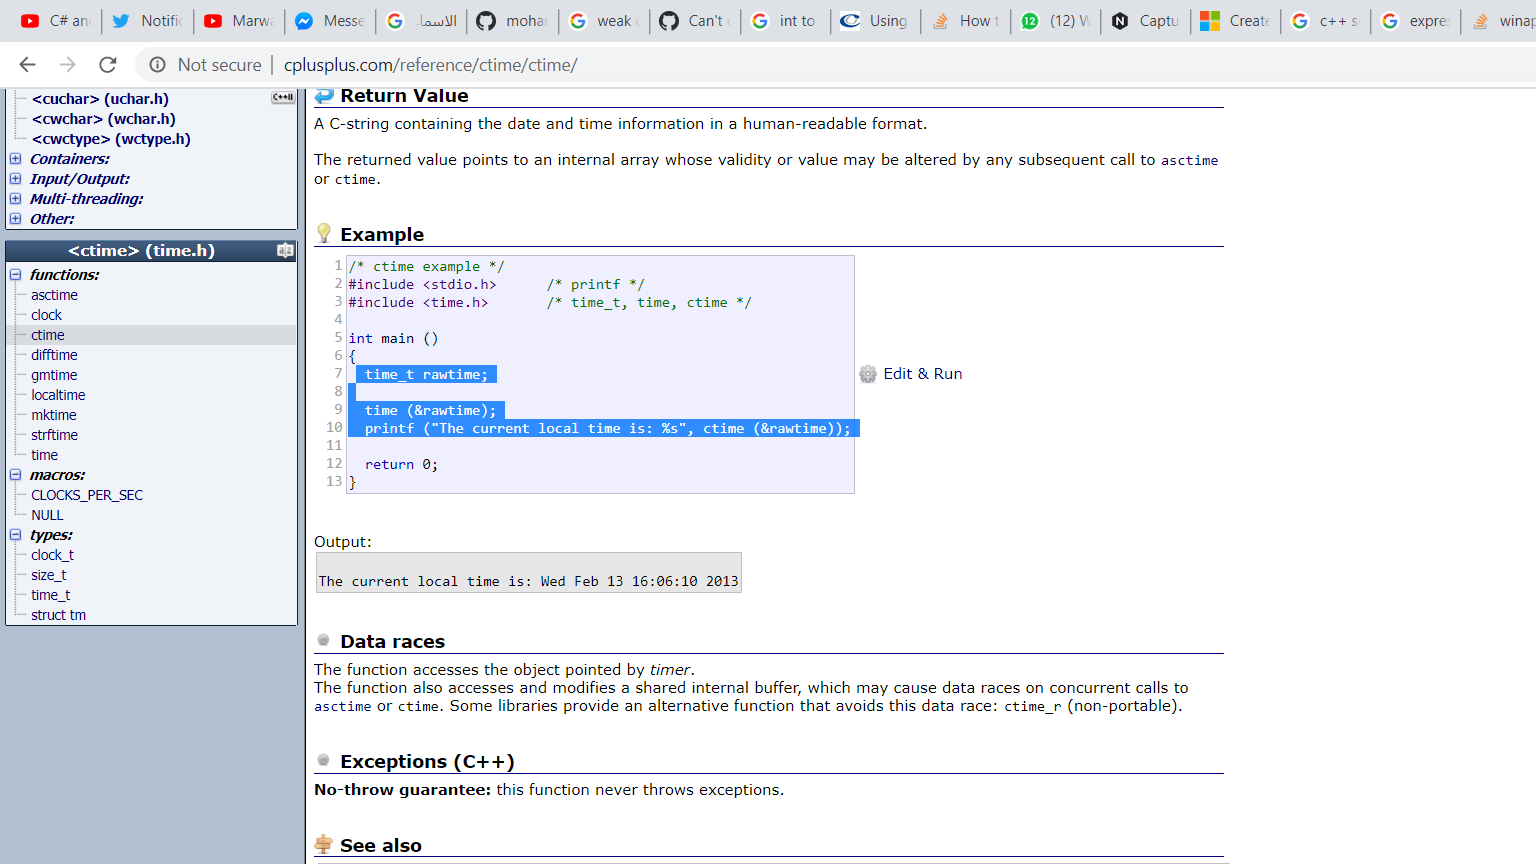 C# and
Notific
Marwa
Messe
الاسما
mohar
weak
Can't
int to
Using
How t
(12) W
Captu
Create
c++ s
expres
winap
Not secure | cplusplus.com/reference/ctime/ctime/
<cuchar> (uchar.h)
C++11
<cwchar> (wchar.h)
<cwctype> (wctype.h)
Containers:
Input/Output:
Multi-threading:
Other:
<ctime> (time.h)
functions:
asctime
clock
ctime
difftime
gmtime
localtime
mktime
strftime
time
macros:
CLOCKS_PER_SEC
NULL
types:
clock_t
size_t
time_t
struct tm
Return Value
A C-string containing the date and time information in a human-readable format.
The returned value points to an internal array whose validity or value may be altered by any subsequent call to asctime
or ctime.
Example
1 /* ctime example */
2 #include <stdio.h>      /* printf */
3 #include <time.h>       /* time_t, time, ctime */
4
5 int main ()
6 {
7   time_t rawtime;
8
9   time (&rawtime);
10   printf ("The current local time is: %s", ctime (&rawtime));
11
12   return 0;
13 }
Edit & Run
Output:
The current local time is: Wed Feb 13 16:06:10 2013
Data races
The function accesses the object pointed by timer.
The function also accesses and modifies a shared internal buffer, which may cause data races on concurrent calls to
asctime or ctime. Some libraries provide an alternative function that avoids this data race: ctime_r (non-portable).
Exceptions (C++)
No-throw guarantee: this function never throws exceptions.
See also